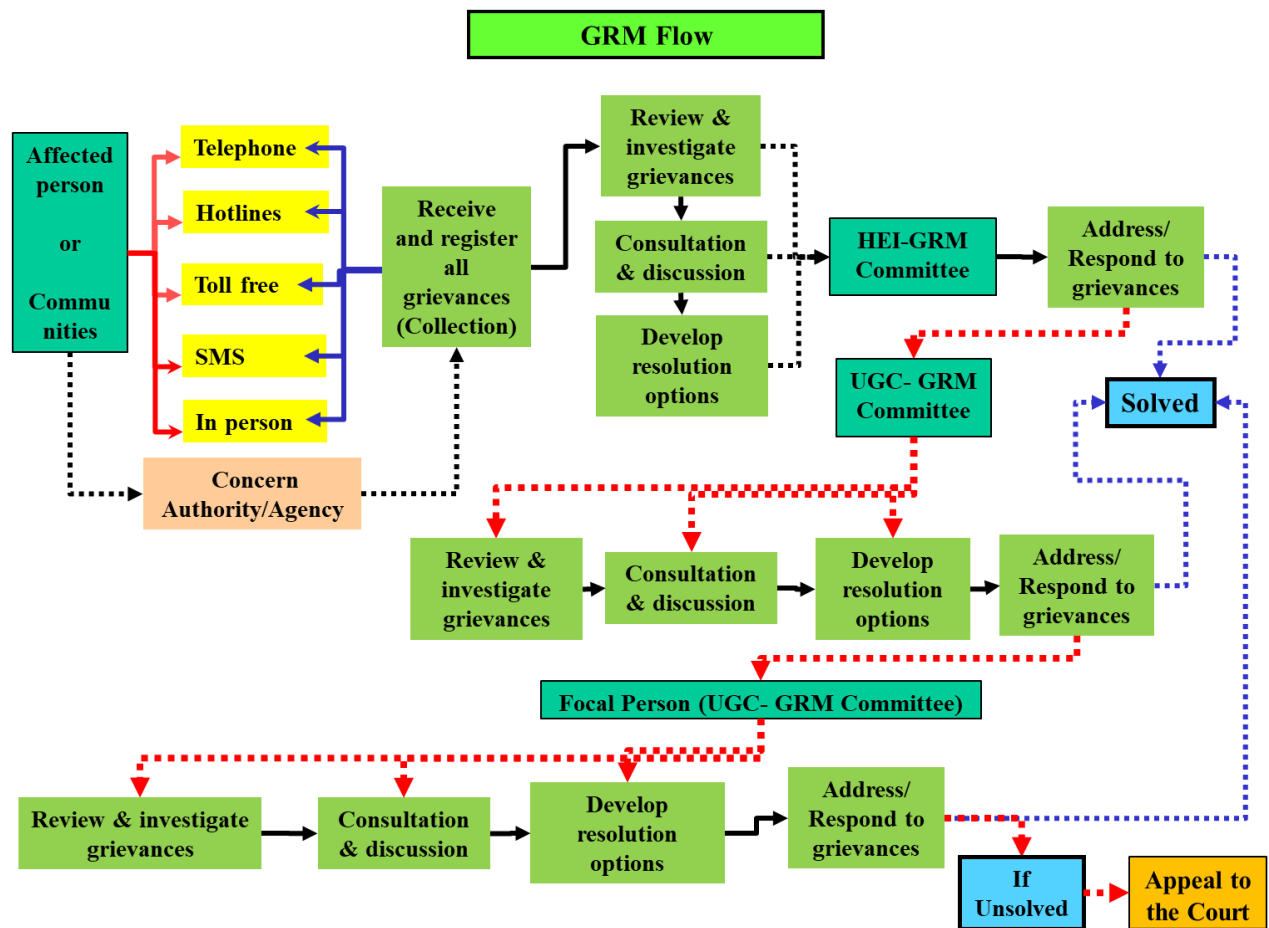 GRM Flow
Affected
person
or
Commu
nities
Telephone
Hotlines
Toll free
SMS
In person
Concern
Authority/Agency
Receive
and register
all
grievances
(Collection)
Review &
investigate
grievances
Consultation
& discussion
Develop
resolution
options
HEI-GRM
Committee
Address/
Respond to
grievances
UGC- GRM
Committee
Solved
Review &
investigate
grievances
Consultation
& discussion
Develop
resolution
options
Address/
Respond to
grievances
Focal Person (UGC- GRM Committee)
Review & investigate
grievances
Consultation
& discussion
Develop
resolution
options
Address/
Respond to
grievances
If
Unsolved
Appeal to
the Court